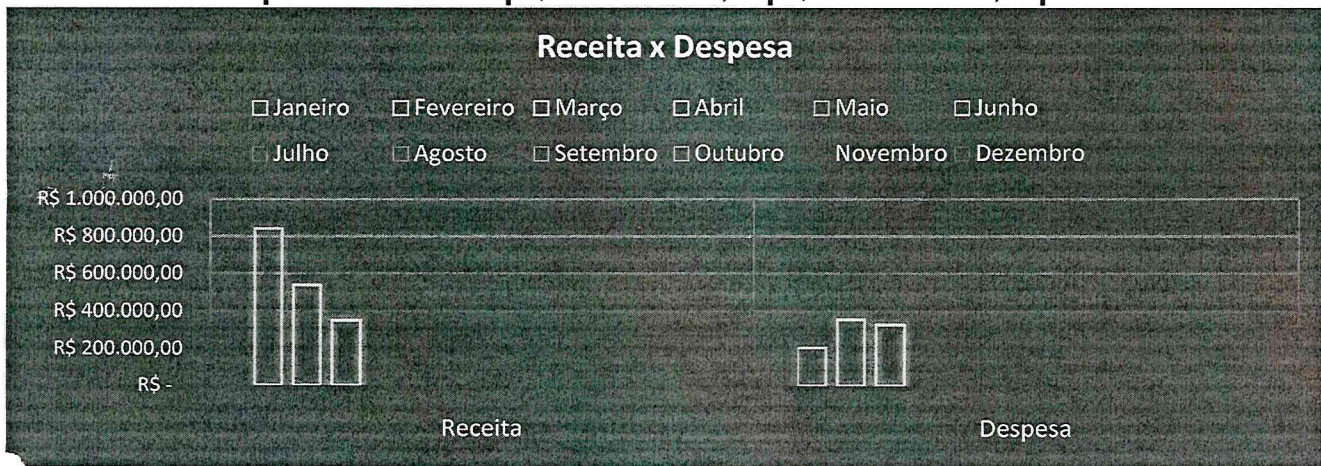 Receita x Despesa
Janeiro Fevereiro Março Abril Maio Junho
Julho Agosto Setembro Outubro Novembro Dezembro
R$ 1.000.000,00
R$ 800.000,00
R$ 600.000,00
R$ 400.000,00
R$ 200.000,00
R$ -
Receita Despesa